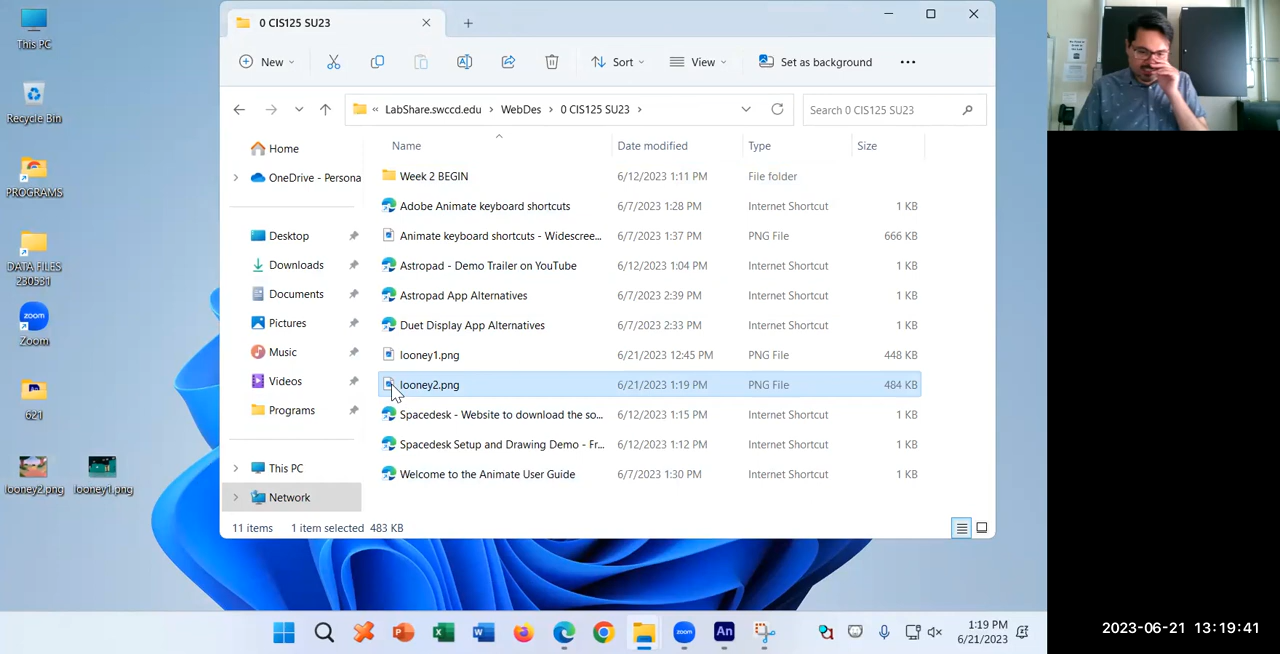 This PC
Recycle Bin
PROGRAMS
DATA FILES
230531
zoom
Zoom
621
looney2.png
looney1.png
0 CIS125 SU23
New
Sort
View
Set as background
« LabShare.swccd.edu > WebDes > 0 CIS125 SU23 >
Search 0 CIS125 SU23
Home
OneDrive - Persona
Desktop
Downloads
Documents
Pictures
Music
Videos
Programs
This PC
Network
Name Date modified Type Size
Week 2 BEGIN 6/12/2023 1:11 PM File folder
Adobe Animate keyboard shortcuts 6/7/2023 1:28 PM Internet Shortcut 1 KB
Animate keyboard shortcuts - Widescree... 6/7/2023 1:37 PM PNG File 666 KB
Astropad - Demo Trailer on YouTube 6/12/2023 1:04 PM Internet Shortcut 1 KB
Astropad App Alternatives 6/7/2023 2:39 PM Internet Shortcut 1 KB
Duet Display App Alternatives 6/7/2023 2:33 PM Internet Shortcut 1 KB
looney1.png 6/21/2023 12:45 PM PNG File 448 KB
looney2.png 6/21/2023 1:19 PM PNG File 484 KB
Spacedesk - Website to download the so... 6/12/2023 1:15 PM Internet Shortcut 1 KB
Spacedesk Setup and Drawing Demo - Fr... 6/12/2023 1:12 PM Internet Shortcut 1 KB
Welcome to the Animate User Guide 6/7/2023 1:30 PM Internet Shortcut 1 KB
11 items 1 item selected 483 KB
zoom
An
1:19 PM
6/21/2023
2023-06-21 13:19:41